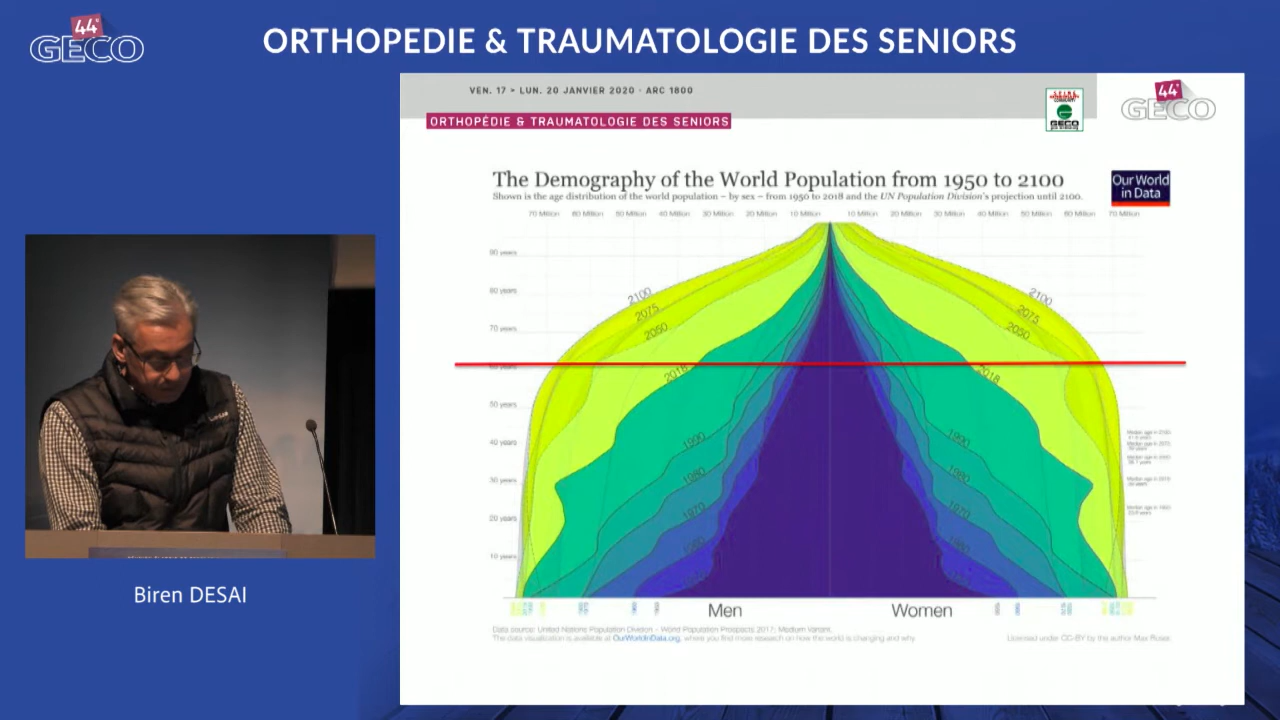 44e
GECO
ORTHOPEDIE & TRAUMATOLOGIE DES SENIORS
VEN. 17 > LUN. 20 JANVIER 2020 · ARC 1800
ORTHOPÉDIE & TRAUMATOLOGIE DES SENIORS
GECO
44e
GECO
The Demography of the World Population from 1950 to 2100
Shown is the age distribution of the world population – by sex – from 1950 to 2018 and the UN Population Division's projection until 2100.
Our World
in Data
70 Million 60 Million 50 Million 40 Million 30 Million 20 Million 10 Million 10 Million 20 Million 30 Million 40 Million 50 Million 60 Million 70 Million
90 years
80 years
2100 2100
2075 2075
70 years
2050 2050
60 years
2018 2018
50 years
1990 1990
40 years
1980 1980
30 years
1970 1970
20 years
1960 1960
10 years
Men Women
Data source: United Nations Population Division – World Population Prospects 2017; Medium Variant.
The data visualization is available at OurWorldinData.org, where you find more research on how the world is changing and why.
Licensed under CC-BY by the author Max Roser.
Biren DESAI